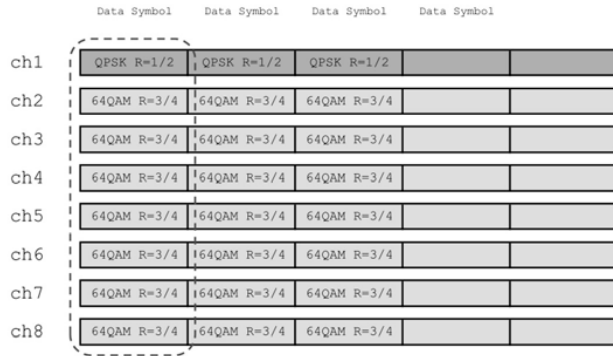 Data Symbol Data Symbol Data Symbol Data Symbol
ch1 QPSK R=1/2 QPSK R=1/2 QPSK R=1/2
ch2 64QAM R=3/4 64QAM R=3/4 64QAM R=3/4
ch3 64QAM R=3/4 64QAM R=3/4 64QAM R=3/4
ch4 64QAM R=3/4 64QAM R=3/4 64QAM R=3/4
ch5 64QAM R=3/4 64QAM R=3/4 64QAM R=3/4
ch6 64QAM R=3/4 64QAM R=3/4 64QAM R=3/4
ch7 64QAM R=3/4 64QAM R=3/4 64QAM R=3/4
ch8 64QAM R=3/4 64QAM R=3/4 64QAM R=3/4